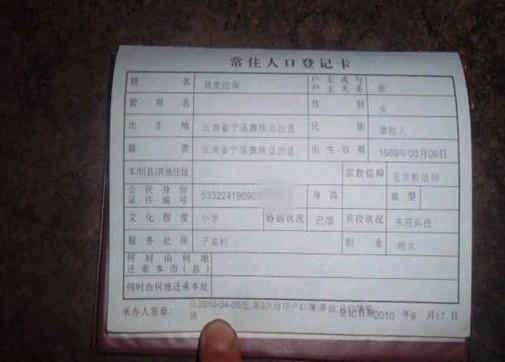 常住人口登记卡
姓 名 户主或与户主关系 妻
曾用名 性别 女
出生地 云南省宁蒗彝族自治县 民族 摩梭人
籍贯 云南省宁蒗彝族自治县 出生日期 1969年03月09日
本市(县)其他住址 宗教信仰 无宗教信仰
公民身份证件编号 533224196903 身高 血型
文化程度 小学 婚姻状况 已婚 兵役状况 未服兵役
服务处所 职业 粮农
何时由何地迁来本市(县)
何时由何地迁来本址
承办人签章: 登记日期 2010 年 9 月 17 日